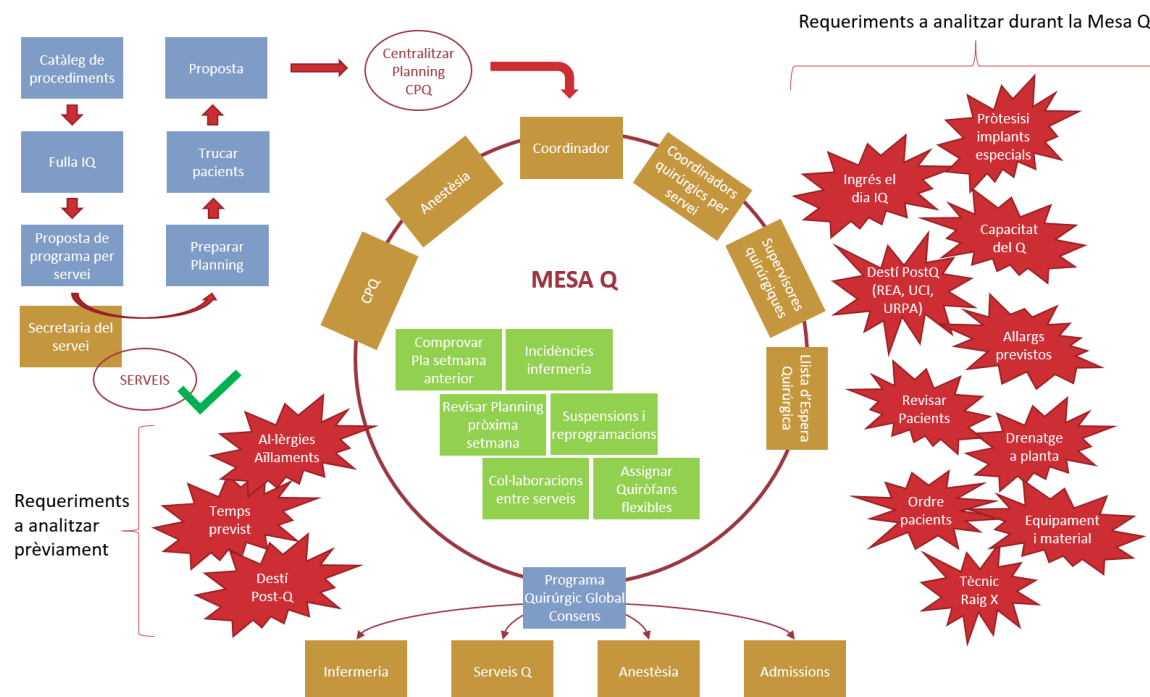 Requeriments a analitzar durant la Mesa Q
Catàleg de
procediments
Proposta
Centralitzar
Planning
CPQ
Fulla IQ
Trucar
pacients
Proposta de
programa per
servei
Preparar
Planning
Secretaria del
servei
SERVEIS
Coordinador
Anestèsia
Coordinadors
quirúrgics per
servei
CPQ
Supervisores
quirúrgiques
Llista d'Espera
Quirúrgica
MESA Q
Comprovar
Pla setmana
anterior
Incidències
infermeria
Revisar Planning
pròxima
setmana
Suspensions i
reprogramacions
Col·laboracions
entre serveis
Assignar
Quiròfans
flexibles
Pròtesisi
implants
especials
Ingrés el
dia IQ
Capacitat
del Q
Destí PostQ
(REA, UCI,
URPA)
Allargs
previstos
Revisar
Pacients
Drenatge
a planta
Ordre
pacients
Equipament
i material
Tècnic
Raig X
Requeriments
a analitzar
prèviament
Al·lèrgies
Aïllaments
Temps
previst
Destí
Post-Q
Programa
Quirúrgic Global
Consens
Infermeria
Serveis Q
Anestèsia
Admissions